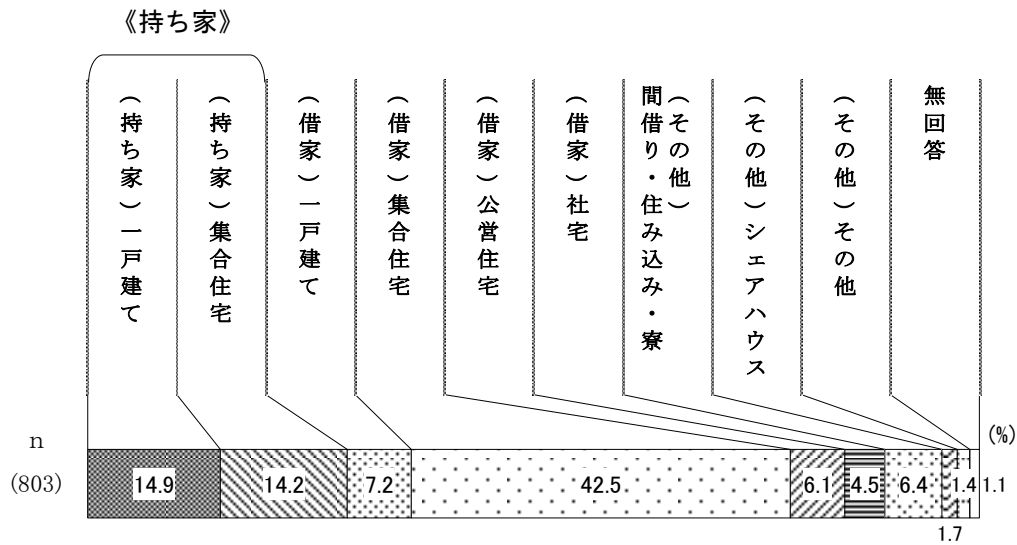 《持ち家》
（持ち家）一戸建て
（持ち家）集合住宅
（借家）一戸建て
（借家）集合住宅
（借家）公営住宅
（借家）社宅
（その他）
間借り・住み込み・寮
（その他）シェアハウス
（その他）その他
無回答
n
(%)
(803)
14.9
14.2
7.2
42.5
6.1
4.5
6.4
1.4
1.1
1.7